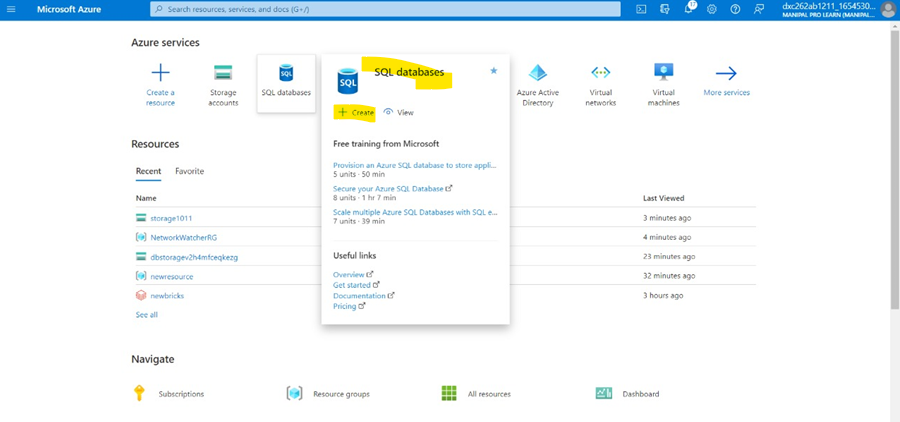 Microsoft Azure
Search resources, services, and docs (G+/)
17
dxc262ab1211_1654530...
MANIPAL PRO LEARN (MANIPAL....
Azure services
Create a resource
Storage accounts
SQL
SQL databases
Azure Active Directory
Virtual networks
Virtual machines
More services
SQL
SQL databases
Create
View
Free training from Microsoft
Provision an Azure SQL database to store appli...
5 units · 50 min
Secure your Azure SQL Database
8 units · 1 hr 7 min
Scale multiple Azure SQL Databases with SQL e...
7 units · 39 min
Useful links
Overview
Get started
Documentation
Pricing
Resources
Recent
Favorite
Name
Last Viewed
storage1011
3 minutes ago
NetworkWatcherRG
4 minutes ago
dbstoragev2h4mfceqkezg
23 minutes ago
newresource
32 minutes ago
newbricks
3 hours ago
See all
Navigate
Subscriptions
Resource groups
All resources
Dashboard